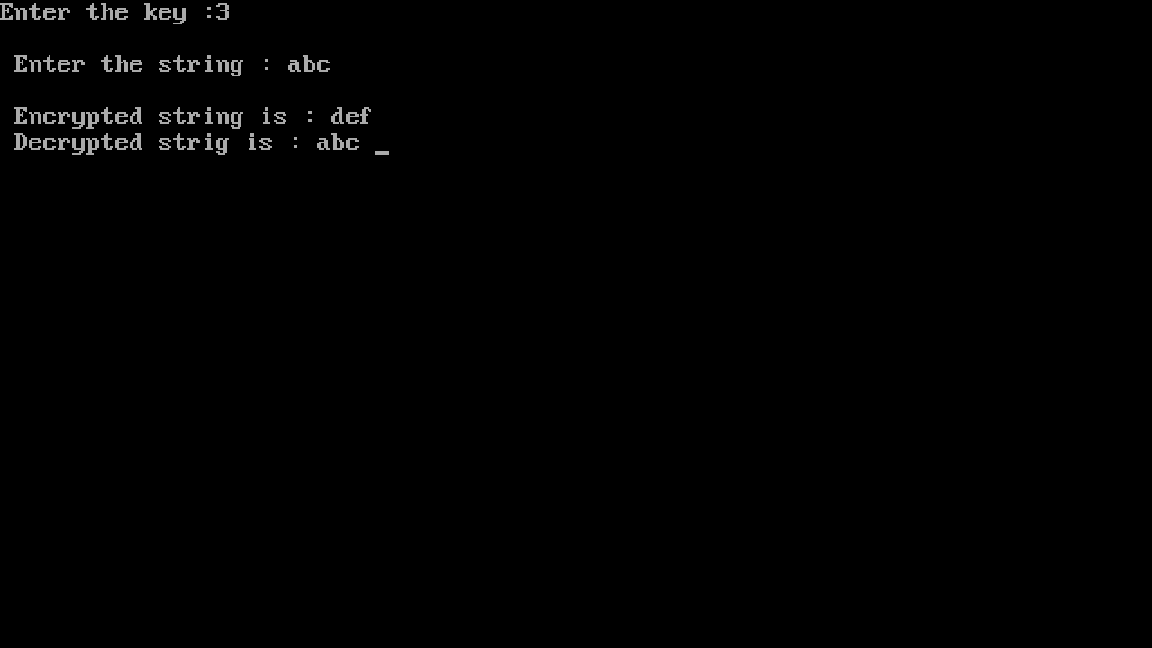 Enter the key :3
Enter the string : abc
Encrypted string is : def
Decrypted strig is : abc _